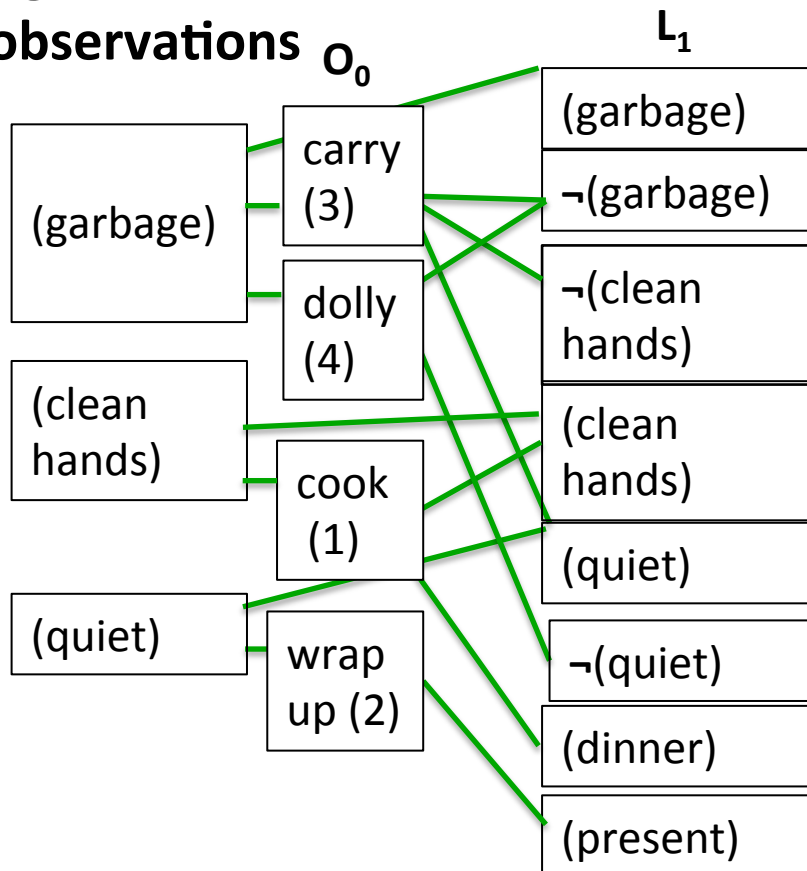 observations
O₀
L₁
(garbage)
(clean
hands)
(quiet)
carry
(3)
dolly
(4)
cook
(1)
wrap
up (2)
(garbage)
¬(garbage)
¬(clean
hands)
(clean
hands)
(quiet)
¬(quiet)
(dinner)
(present)